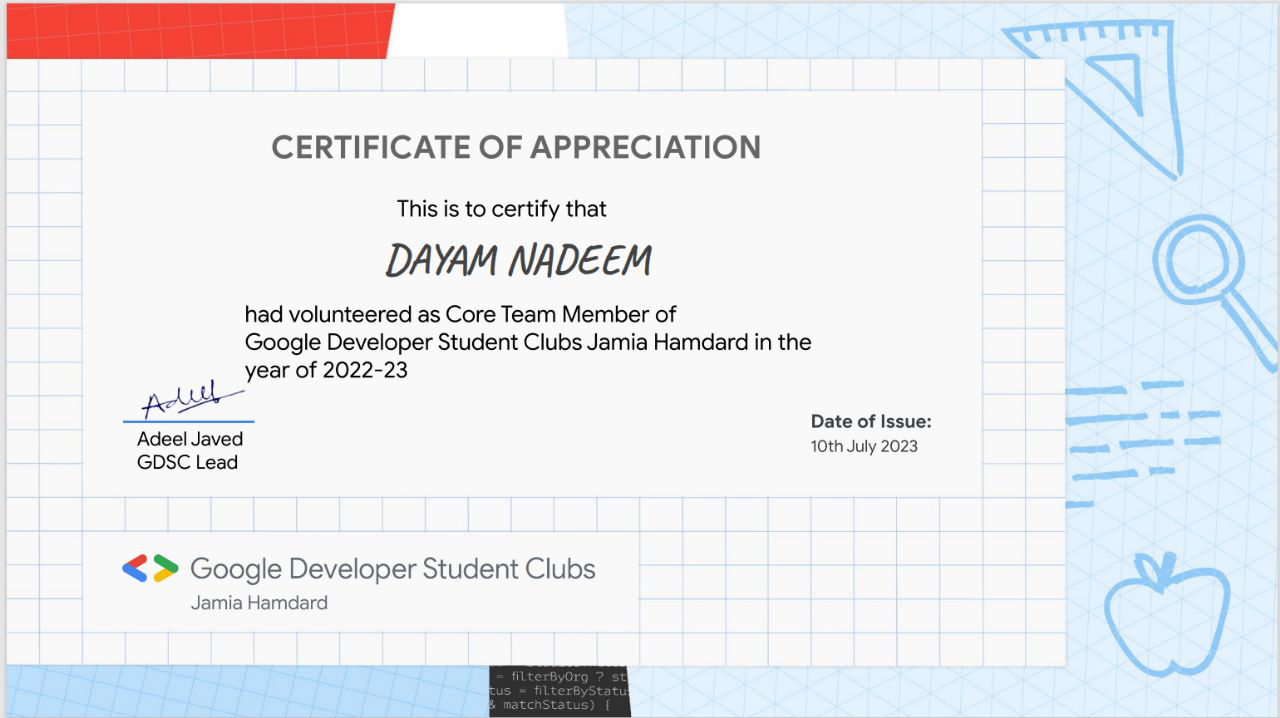 CERTIFICATE OF APPRECIATION
This is to certify that
DAYAM NADEEM
had volunteered as Core Team Member of
Google Developer Student Clubs Jamia Hamdard in the
year of 2022-23
Adeel
Adeel Javed
GDSC Lead
Date of Issue:
10th July 2023
Google Developer Student Clubs
Jamia Hamdard
= filterByOrg ? st
tus = filterByStatus
& matchStatus) {